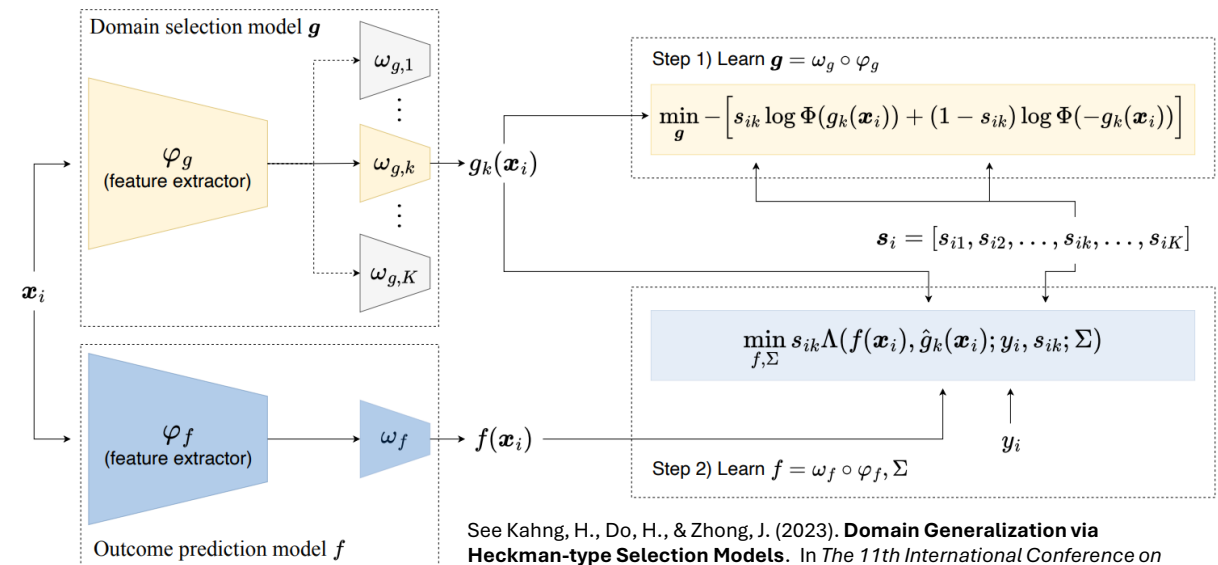 Domain selection model g
φ_g
(feature extractor)
ω_{g,1}
⋮
ω_{g,k}
⋮
ω_{g,K}
g_k(x_i)
x_i
φ_f
(feature extractor)
ω_f
f(x_i)
Outcome prediction model f
Step 1) Learn g = ω_g ∘ φ_g
min_g −[s_{ik} log Φ(g_k(x_i)) + (1 − s_{ik}) log Φ(−g_k(x_i))]
s_i = [s_{i1}, s_{i2}, . . . , s_{ik}, . . . , s_{iK}]
min_{f,Σ} s_{ik}Λ(f(x_i), ĝ_k(x_i); y_i, s_{ik}; Σ)
y_i
Step 2) Learn f = ω_f ∘ φ_f, Σ
See Kahng, H., Do, H., & Zhong, J. (2023). Domain Generalization via
Heckman-type Selection Models. In The 11th International Conference on